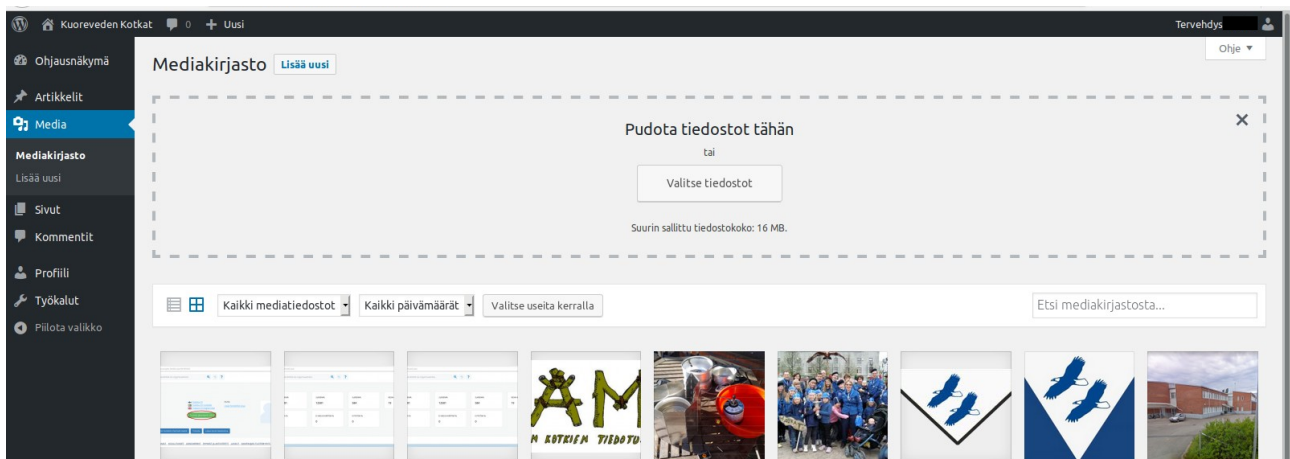 Kuoreveden Kotkat 0 Uusi Tervehdys
Ohje
Ohjausnäkymä
Artikkelit
Media
Mediakirjasto
Lisää uusi
Sivut
Kommentit
Profiili
Työkalut
Piilota valikko
Mediakirjasto Lisää uusi
Pudota tiedostot tähän
tai
Valitse tiedostot
Suurin sallittu tiedostokoko: 16 MB.
Kaikki mediatiedostot Kaikki päivämäärät Valitse useita kerralla Etsi mediakirjastosta...
ÄM
N KOTKIEN TIEDOTU